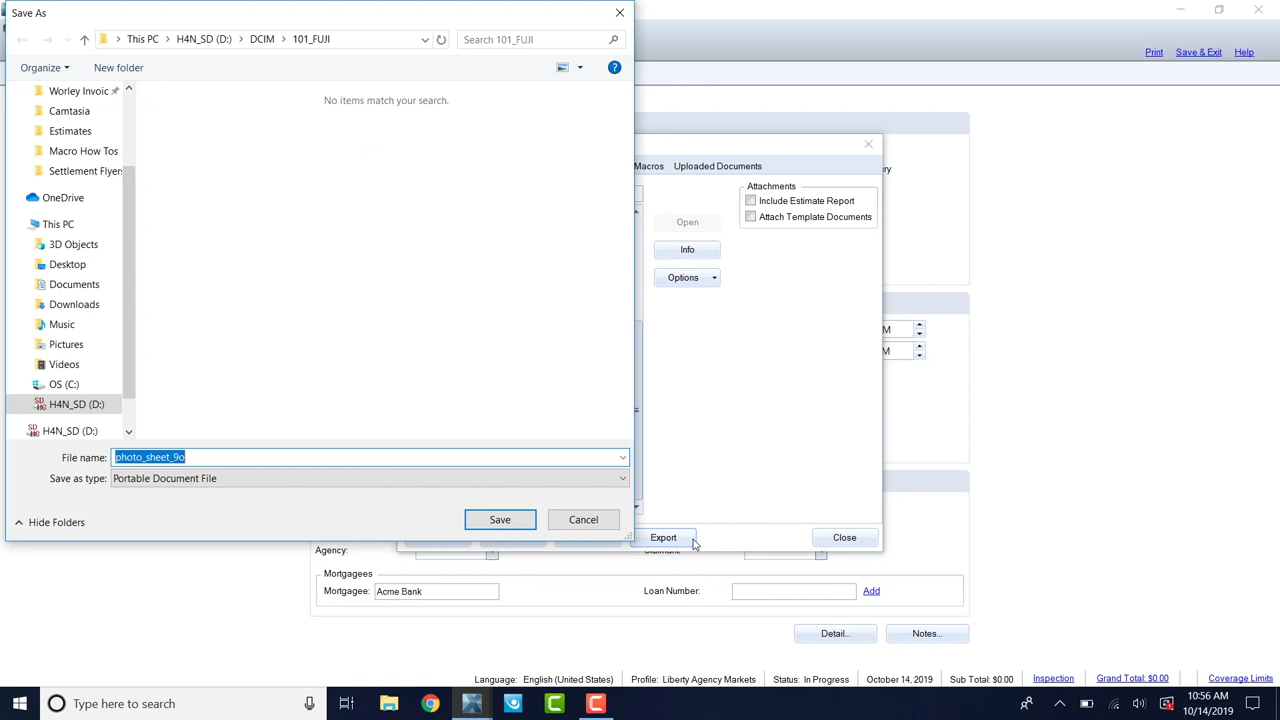 Save As
This PC > H4N_SD (D:) > DCIM > 101_FUJI
Search 101_FUJI
Organize
New folder
Print
Save & Exit
Help
Worley Invoic
Camtasia
Estimates
Macro How Tos
Settlement Flyers
OneDrive
This PC
3D Objects
Desktop
Documents
Downloads
Music
Pictures
Videos
OS (C:)
H4N_SD (D:)
H4N_SD (D:)
No items match your search.
Macros
Uploaded Documents
ry
Attachments
Include Estimate Report
Attach Template Documents
Open
Info
Options
M
M
File name: photo_sheet_9o
Save as type: Portable Document File
Hide Folders
Save
Cancel
Export
Close
Agency:
Mortgagees
Mortgagee: Acme Bank
Loan Number:
Add
Detail...
Notes...
Language: English (United States)
Profile: Liberty Agency Markets
Status: In Progress
October 14, 2019
Sub Total: $0.00
Inspection
Grand Total: $0.00
Coverage Limits
Type here to search
10:56 AM
10/14/2019